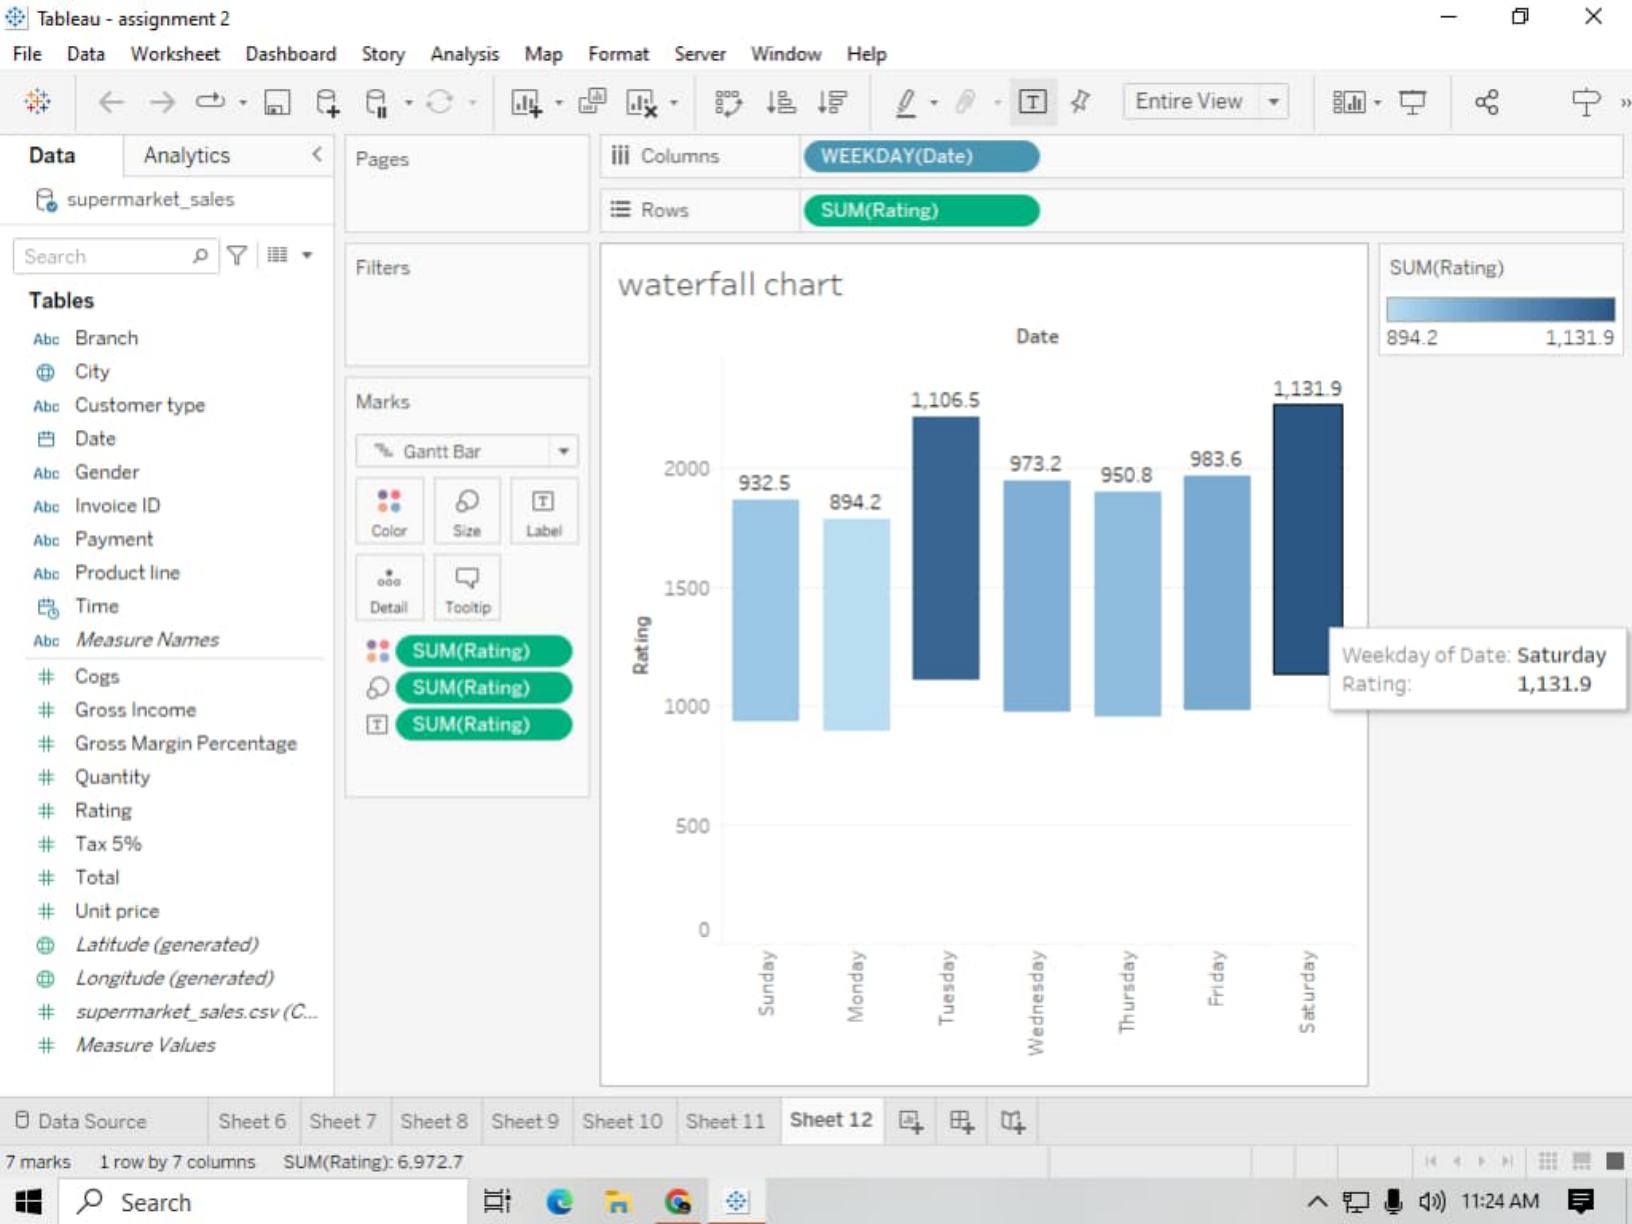 Tableau - assignment 2
File Data Worksheet Dashboard Story Analysis Map Format Server Window Help
Entire View
Data Analytics
supermarket_sales
Search
Tables
Abc Branch
City
Abc Customer type
Date
Abc Gender
Abc Invoice ID
Abc Payment
Abc Product line
Time
Abc Measure Names
# Cogs
# Gross Income
# Gross Margin Percentage
# Quantity
# Rating
# Tax 5%
# Total
# Unit price
Latitude (generated)
Longitude (generated)
# supermarket_sales.csv (C...
# Measure Values
Pages
Filters
Marks
Gantt Bar
Color Size Label
Detail Tooltip
SUM(Rating)
SUM(Rating)
SUM(Rating)
Columns WEEKDAY(Date)
Rows SUM(Rating)
waterfall chart
Date
1,131.9
1,106.5
983.6
973.2
950.8
932.5
894.2
2000
1500
1000
500
0
Rating
Sunday
Monday
Tuesday
Wednesday
Thursday
Friday
Saturday
Weekday of Date: Saturday
Rating: 1,131.9
SUM(Rating)
894.2 1,131.9
Data Source Sheet 6 Sheet 7 Sheet 8 Sheet 9 Sheet 10 Sheet 11 Sheet 12
7 marks 1 row by 7 columns SUM(Rating): 6,972.7
Search
11:24 AM